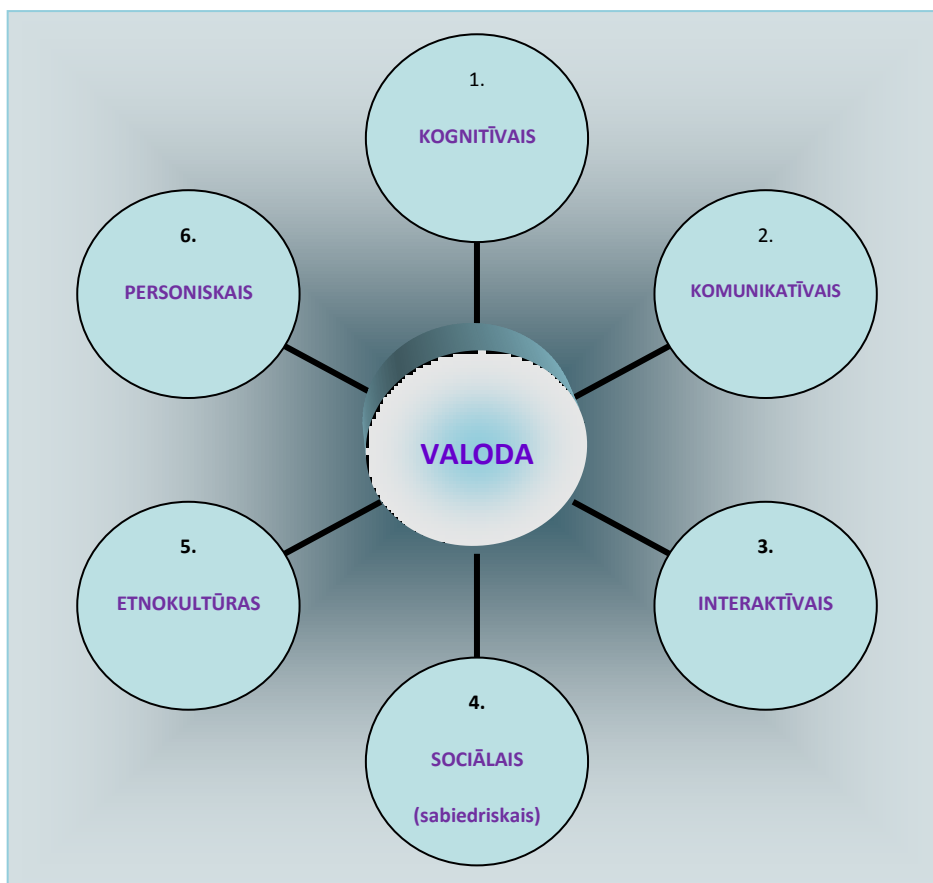 1.
KOGNITĪVAIS
2.
KOMUNIKATĪVAIS
3.
INTERAKTĪVAIS
4.
SOCIĀLAIS
(sabiedriskais)
5.
ETNOKULTŪRAS
6.
PERSONISKAIS
VALODA